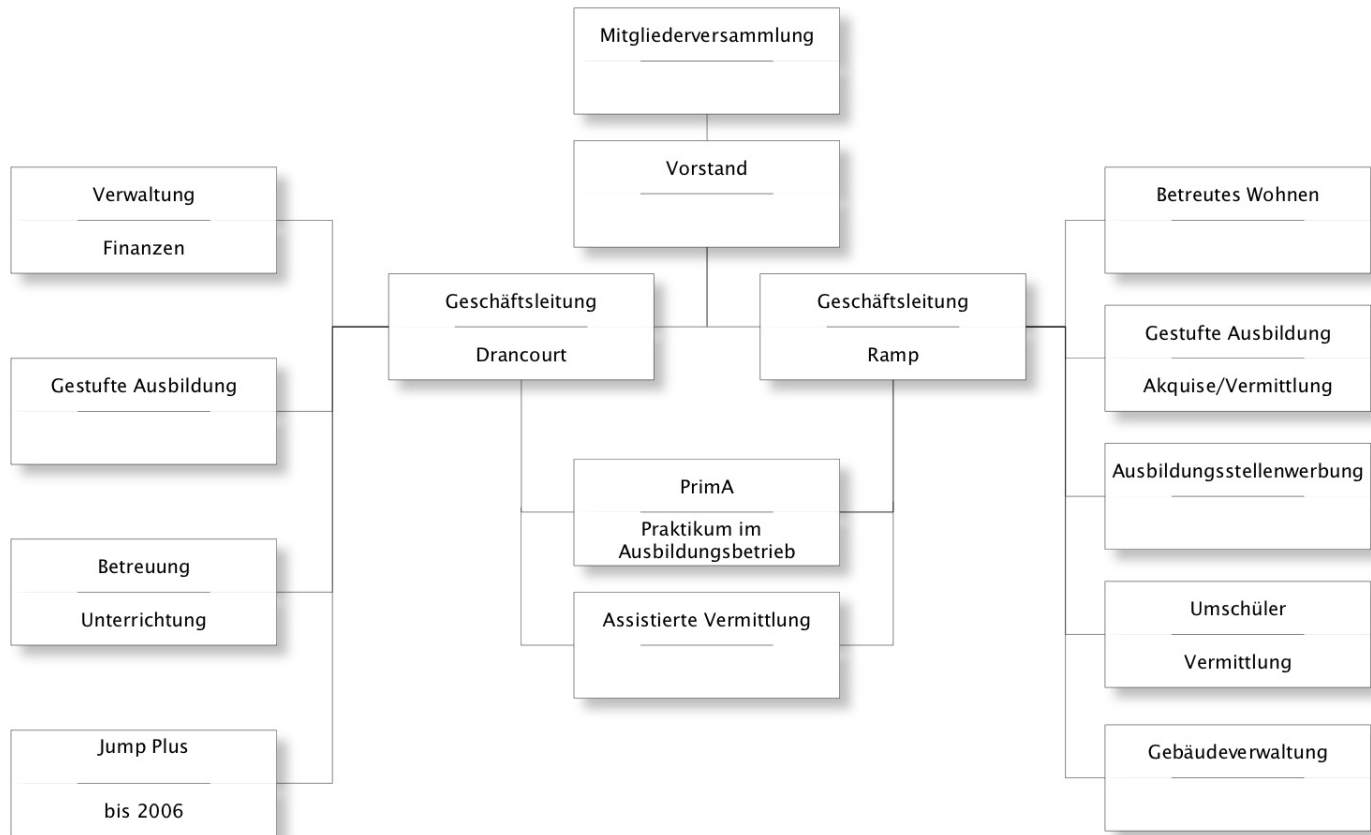 Mitgliederversammlung
Vorstand
Verwaltung
Finanzen
Betreutes Wohnen
Geschäftsleitung
Drancourt
Geschäftsleitung
Ramp
Gestufte Ausbildung
Gestufte Ausbildung
Akquise/Vermittlung
PrimA
Praktikum im
Ausbildungsbetrieb
Ausbildungsstellenwerbung
Betreuung
Unterrichtung
Assistierte Vermittlung
Umschüler
Vermittlung
Jump Plus
bis 2006
Gebäudeverwaltung